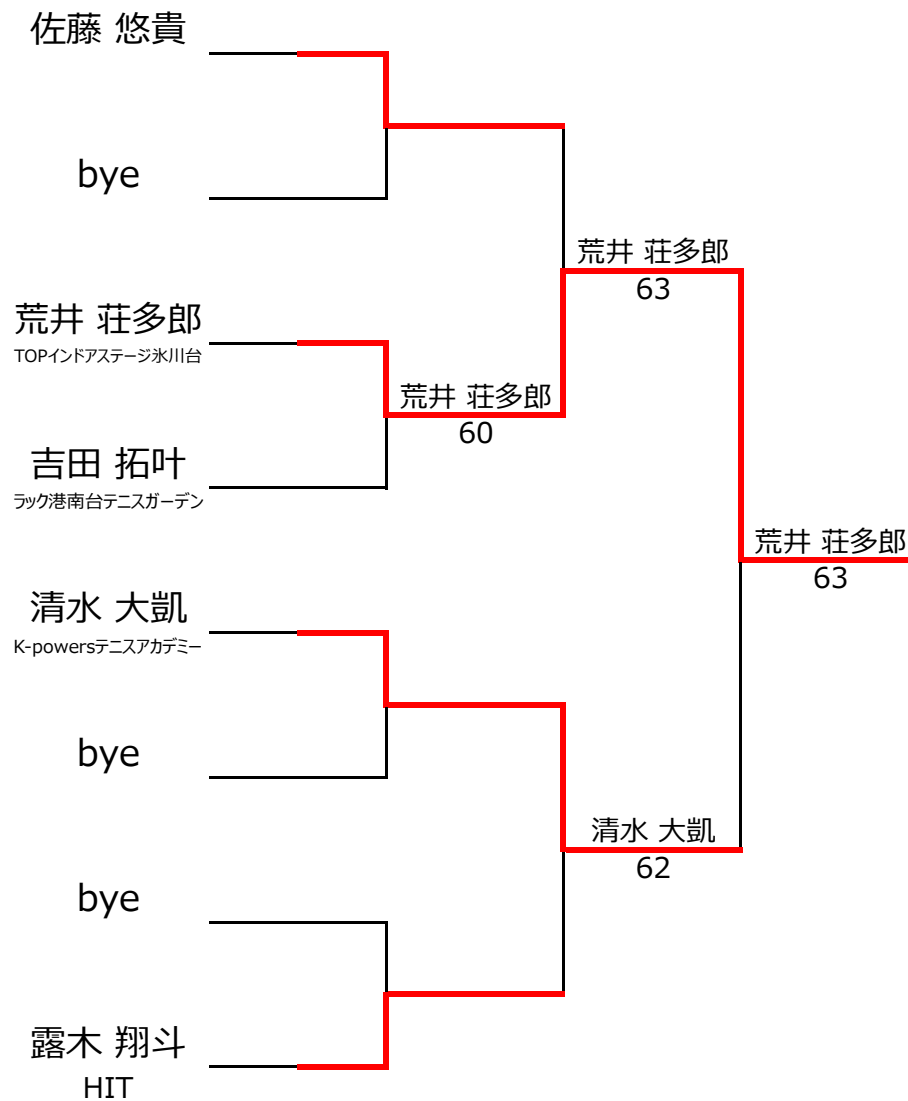 佐藤 悠貴
bye
荒井 荘多郎
TOPインドアステージ氷川台
吉田 拓叶
ラック港南台テニスガーデン
清水 大凱
K-powersテニスアカデミー
bye
bye
露木 翔斗
HIT
荒井 荘多郎
60
荒井 荘多郎
63
清水 大凱
62
荒井 荘多郎
63